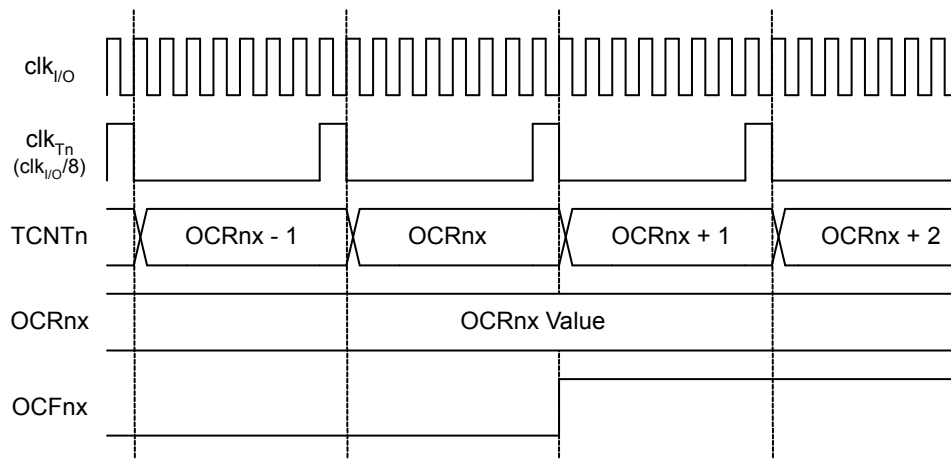 clkI/O
clkTn
(clkI/O/8)
TCNTn OCRnx - 1 OCRnx OCRnx + 1 OCRnx + 2
OCRnx OCRnx Value
OCFnx